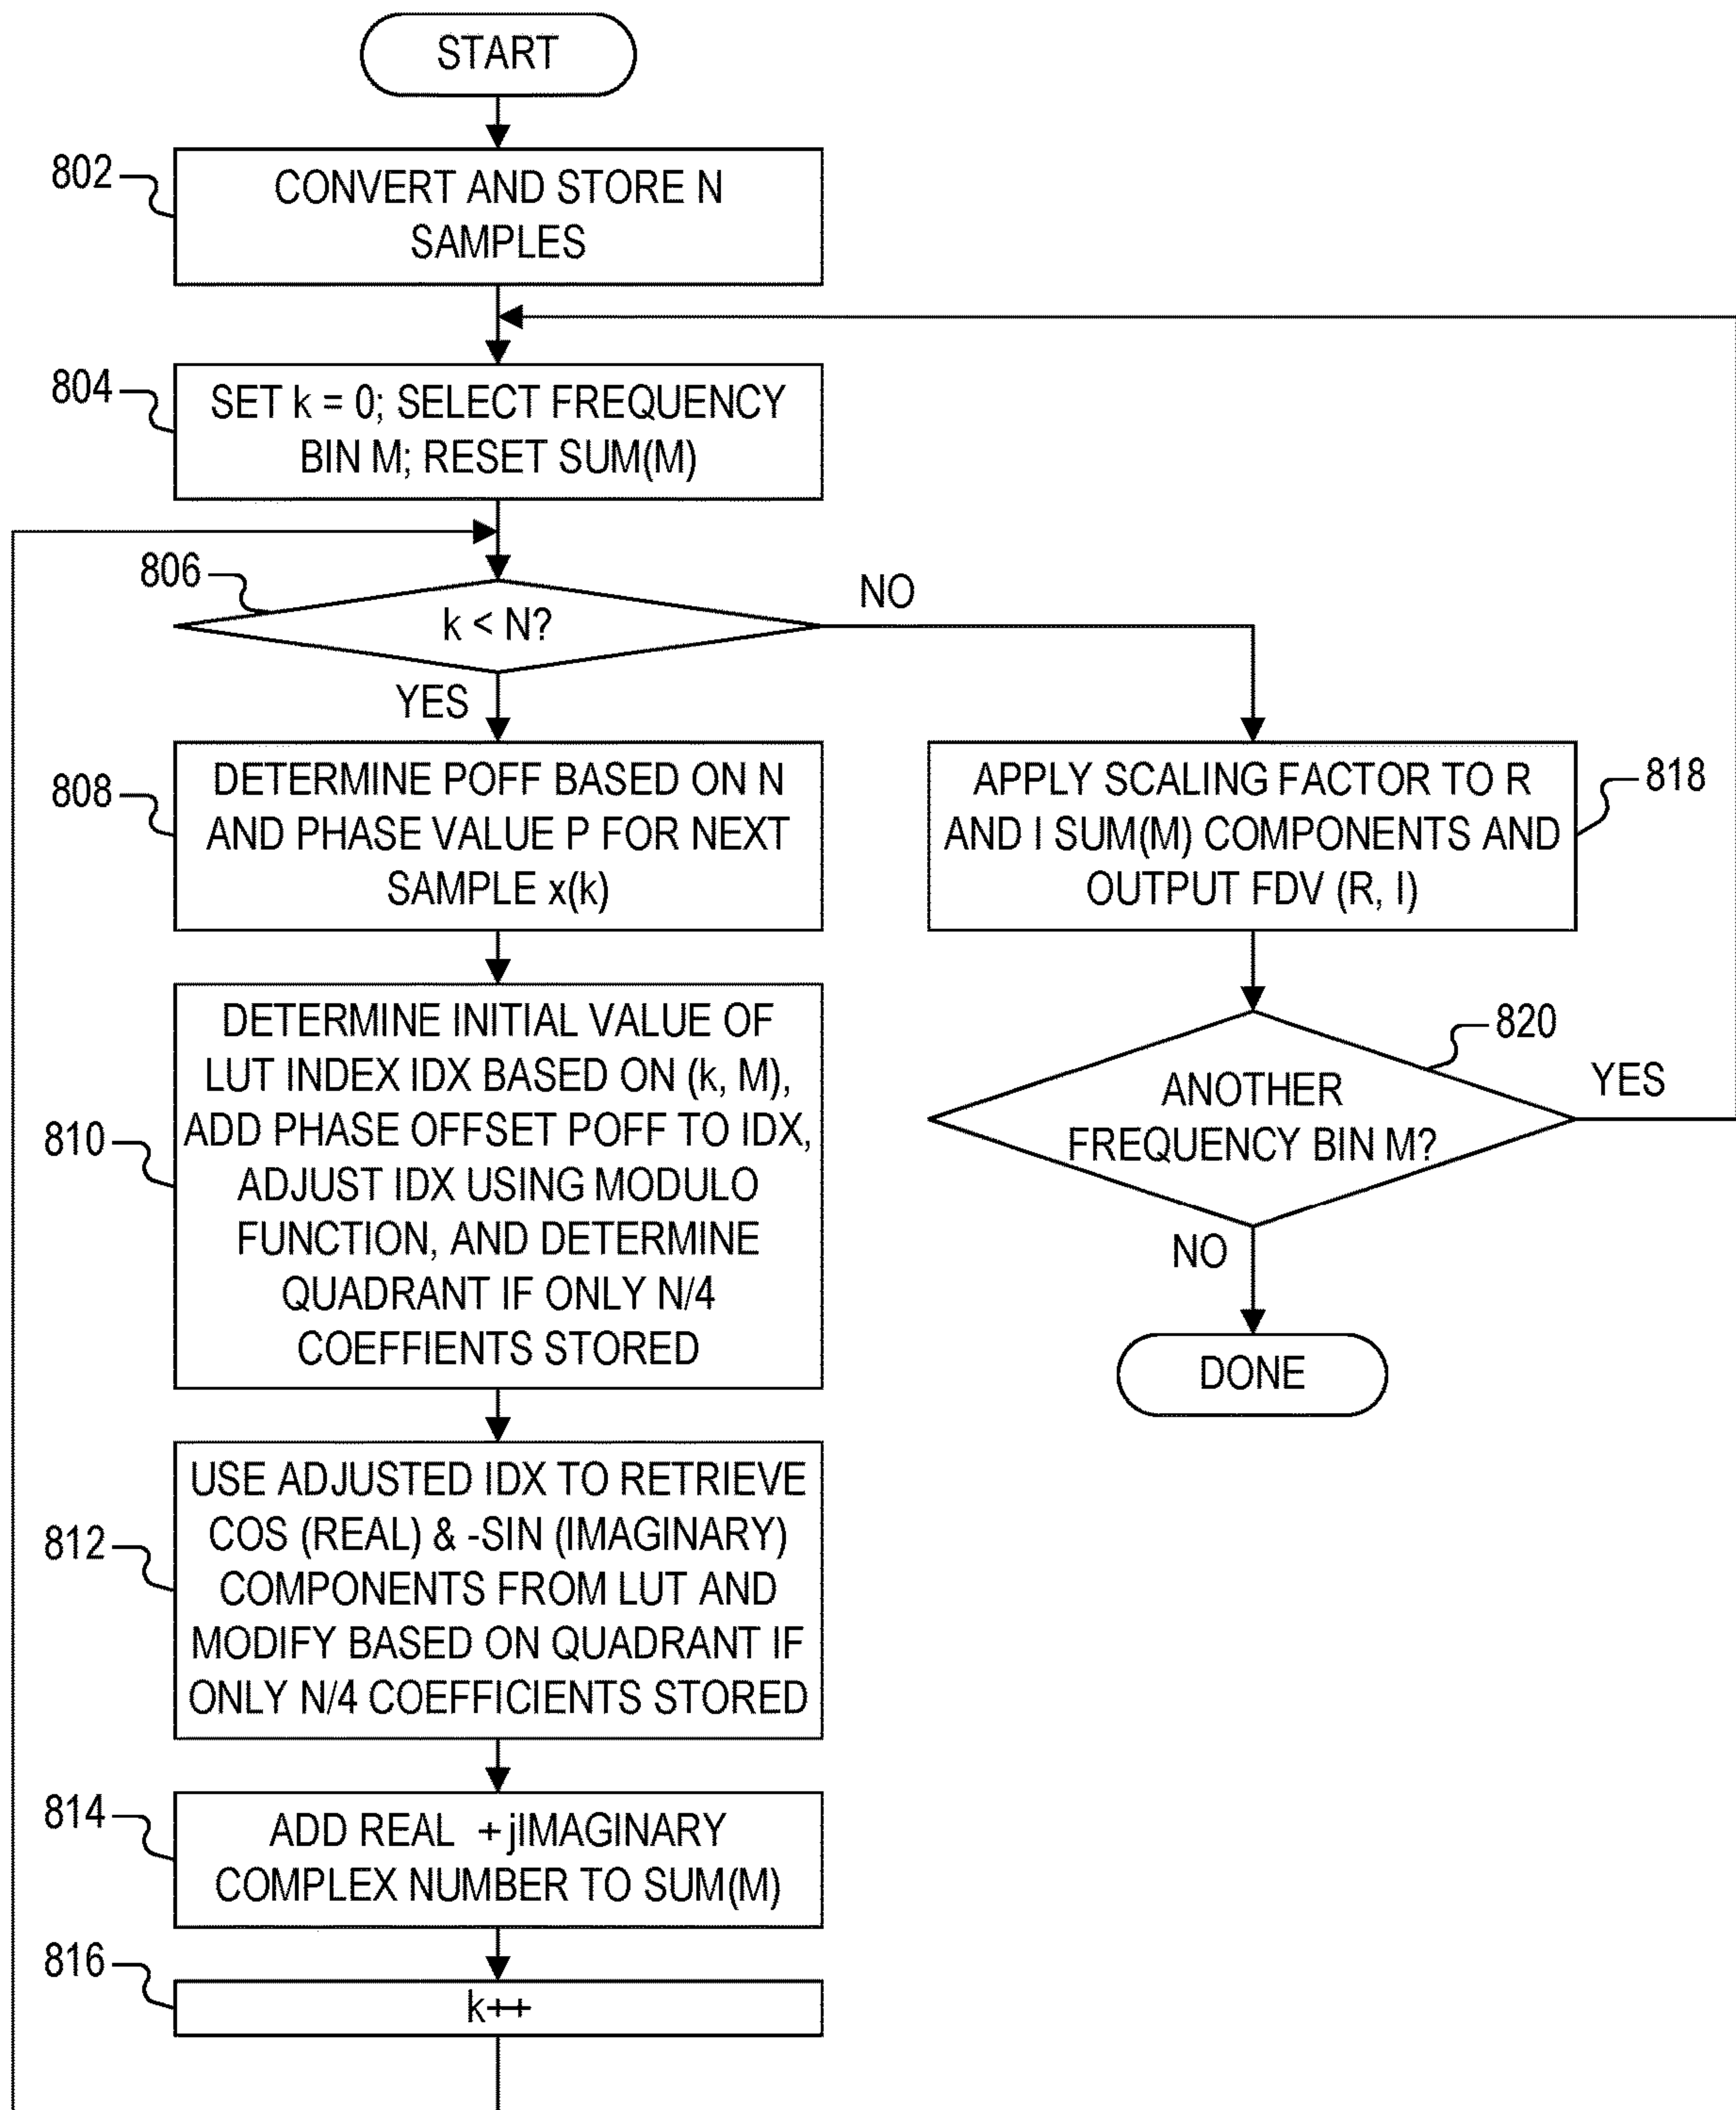 START
802
CONVERT AND STORE N
SAMPLES
804
SET k = 0; SELECT FREQUENCY
BIN M; RESET SUM(M)
806
k < N?
NO
YES
808
DETERMINE POFF BASED ON N
AND PHASE VALUE P FOR NEXT
SAMPLE x(k)
810
DETERMINE INITIAL VALUE OF
LUT INDEX IDX BASED ON (k, M),
ADD PHASE OFFSET POFF TO IDX,
ADJUST IDX USING MODULO
FUNCTION, AND DETERMINE
QUADRANT IF ONLY N/4
COEFFIENTS STORED
812
USE ADJUSTED IDX TO RETRIEVE
COS (REAL) & -SIN (IMAGINARY)
COMPONENTS FROM LUT AND
MODIFY BASED ON QUADRANT IF
ONLY N/4 COEFFICIENTS STORED
814
ADD REAL +jIMAGINARY
COMPLEX NUMBER TO SUM(M)
816
k++
APPLY SCALING FACTOR TO R
AND I SUM(M) COMPONENTS AND
OUTPUT FDV (R, I)
818
820
ANOTHER
FREQUENCY BIN M?
YES
NO
DONE